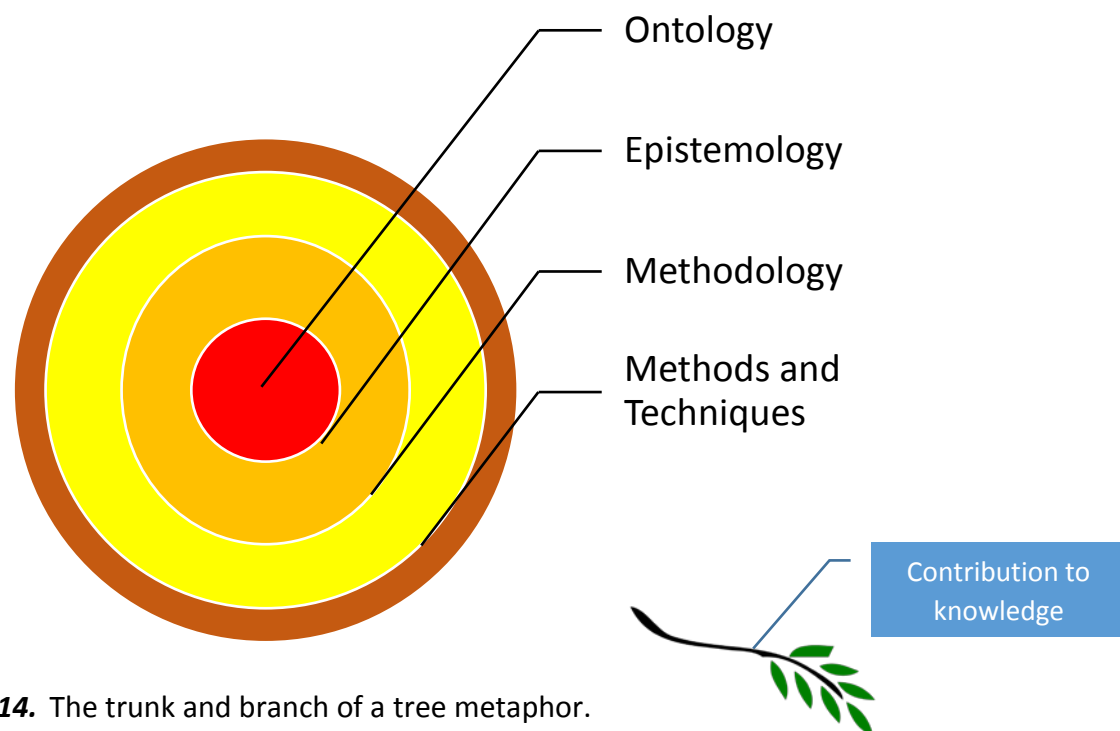 Ontology
Epistemology
Methodology
Methods and
Techniques
Contribution to
knowledge
14. The trunk and branch of a tree metaphor.